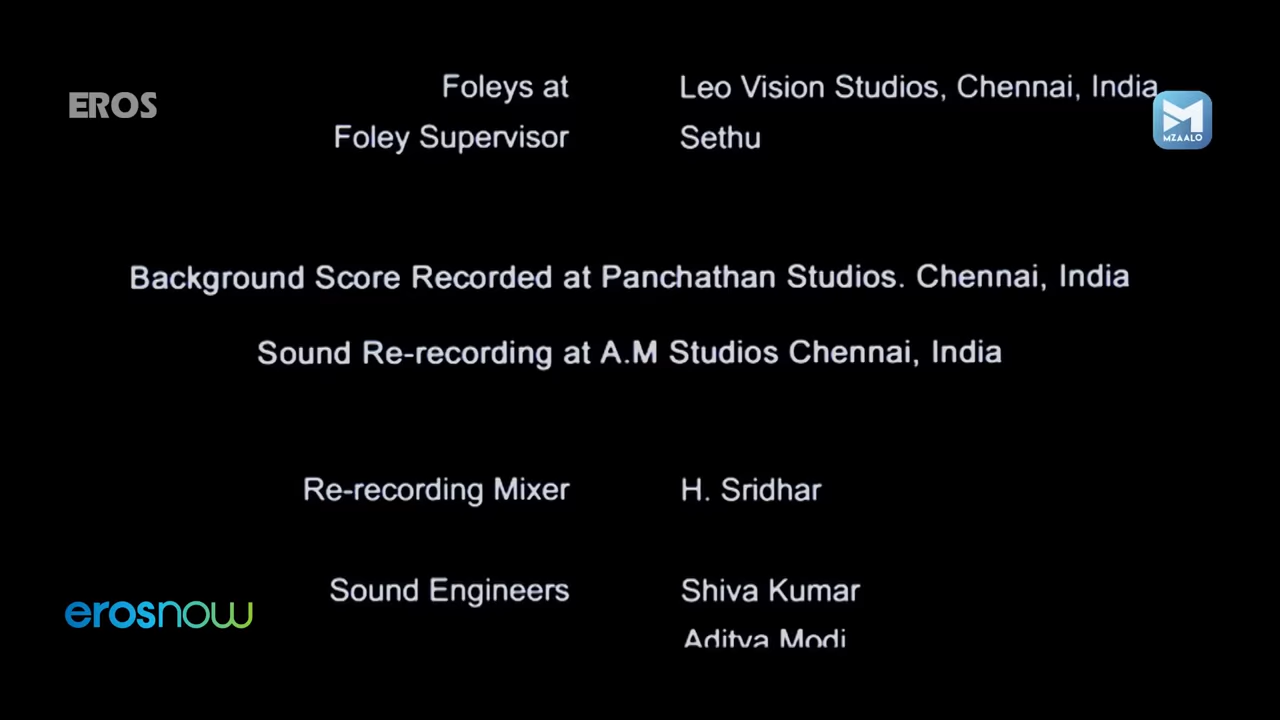 Foleys at Leo Vision Studios, Chennai, India
EROS
MZAALO
Foley Supervisor Sethu
Background Score Recorded at Panchathan Studios. Chennai, India
Sound Re-recording at A.M Studios Chennai, India
Re-recording Mixer H. Sridhar
Sound Engineers Shiva Kumar
erosnow
Aditya Modi